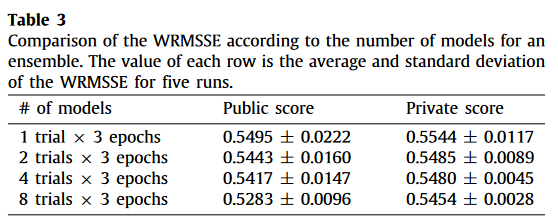 Table 3
Comparison of the WRMSSE according to the number of models for an
ensemble. The value of each row is the average and standard deviation
of the WRMSSE for five runs.
# of models Public score Private score
1 trial × 3 epochs 0.5495 ± 0.0222 0.5544 ± 0.0117
2 trials × 3 epochs 0.5443 ± 0.0160 0.5485 ± 0.0089
4 trials × 3 epochs 0.5417 ± 0.0147 0.5480 ± 0.0045
8 trials × 3 epochs 0.5283 ± 0.0096 0.5454 ± 0.0028